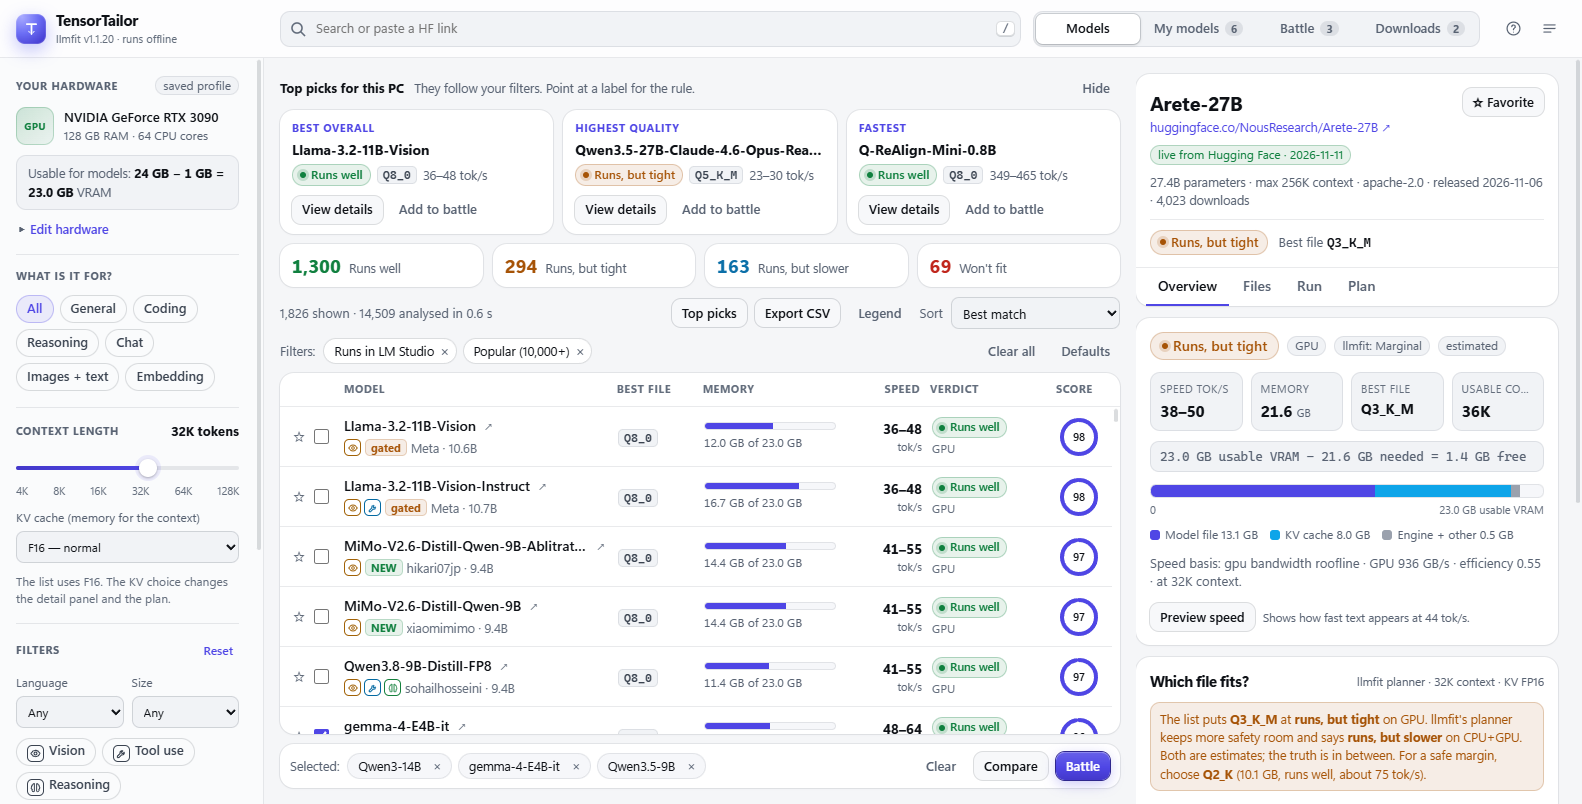 TensorTailor
llmfit v1.1.20 · runs offline
Search or paste a HF link
/
Models
My models 6
Battle 3
Downloads 2
YOUR HARDWARE
saved profile
GPU
NVIDIA GeForce RTX 3090
128 GB RAM · 64 CPU cores
Usable for models: 24 GB − 1 GB =
23.0 GB VRAM
▸ Edit hardware
WHAT IS IT FOR?
All
General
Coding
Reasoning
Chat
Images + text
Embedding
CONTEXT LENGTH
32K tokens
4K 8K 16K 32K 64K 128K
KV cache (memory for the context)
F16 — normal
The list uses F16. The KV choice changes
the detail panel and the plan.
FILTERS
Reset
Language
Size
Any
Any
Vision
Tool use
Reasoning
Top picks for this PC
They follow your filters. Point at a label for the rule.
Hide
BEST OVERALL
Llama-3.2-11B-Vision
Runs well Q8_0 36–48 tok/s
View details
Add to battle
HIGHEST QUALITY
Qwen3.5-27B-Claude-4.6-Opus-Rea...
Runs, but tight Q5_K_M 23–30 tok/s
View details
Add to battle
FASTEST
Q-ReAlign-Mini-0.8B
Runs well Q8_0 349–465 tok/s
View details
Add to battle
1,300 Runs well
294 Runs, but tight
163 Runs, but slower
69 Won't fit
1,826 shown · 14,509 analysed in 0.6 s
Top picks
Export CSV
Legend
Sort
Best match
Filters:
Runs in LM Studio ×
Popular (10,000+) ×
Clear all
Defaults
MODEL BEST FILE MEMORY SPEED VERDICT SCORE
Llama-3.2-11B-Vision ↗
gated Meta · 10.6B
Q8_0
12.0 GB of 23.0 GB
36–48
tok/s
Runs well
GPU
98
Llama-3.2-11B-Vision-Instruct ↗
gated Meta · 10.7B
Q8_0
16.7 GB of 23.0 GB
36–48
tok/s
Runs well
GPU
98
MiMo-V2.6-Distill-Qwen-9B-Ablitrat... ↗
NEW hikari07jp · 9.4B
Q8_0
14.4 GB of 23.0 GB
41–55
tok/s
Runs well
GPU
97
MiMo-V2.6-Distill-Qwen-9B ↗
NEW xiaomimimo · 9.4B
Q8_0
14.4 GB of 23.0 GB
41–55
tok/s
Runs well
GPU
97
Qwen3.8-9B-Distill-FP8 ↗
sohailhosseini · 9.4B
Q8_0
11.4 GB of 23.0 GB
41–55
tok/s
Runs well
GPU
97
gemma-4-E4B-it ↗
48–64
Runs well
Selected:
Qwen3-14B ×
gemma-4-E4B-it ×
Qwen3.5-9B ×
Clear
Compare
Battle
Arete-27B
☆ Favorite
huggingface.co/NousResearch/Arete-27B ↗
live from Hugging Face · 2026-11-11
27.4B parameters · max 256K context · apache-2.0 · released 2026-11-06
· 4,023 downloads
Runs, but tight
Best file Q3_K_M
Overview
Files
Run
Plan
Runs, but tight
GPU
llmfit: Marginal
estimated
SPEED TOK/S
38–50
MEMORY
21.6 GB
BEST FILE
Q3_K_M
USABLE CO...
36K
23.0 GB usable VRAM − 21.6 GB needed = 1.4 GB free
0
23.0 GB usable VRAM
Model file 13.1 GB
KV cache 8.0 GB
Engine + other 0.5 GB
Speed basis: gpu bandwidth roofline · GPU 936 GB/s · efficiency 0.55
· at 32K context.
Preview speed
Shows how fast text appears at 44 tok/s.
Which file fits?
llmfit planner · 32K context · KV FP16
The list puts Q3_K_M at runs, but tight on GPU. llmfit's planner
keeps more safety room and says runs, but slower on CPU+GPU.
Both are estimates; the truth is in between. For a safe margin,
choose Q2_K (10.1 GB, runs well, about 75 tok/s).